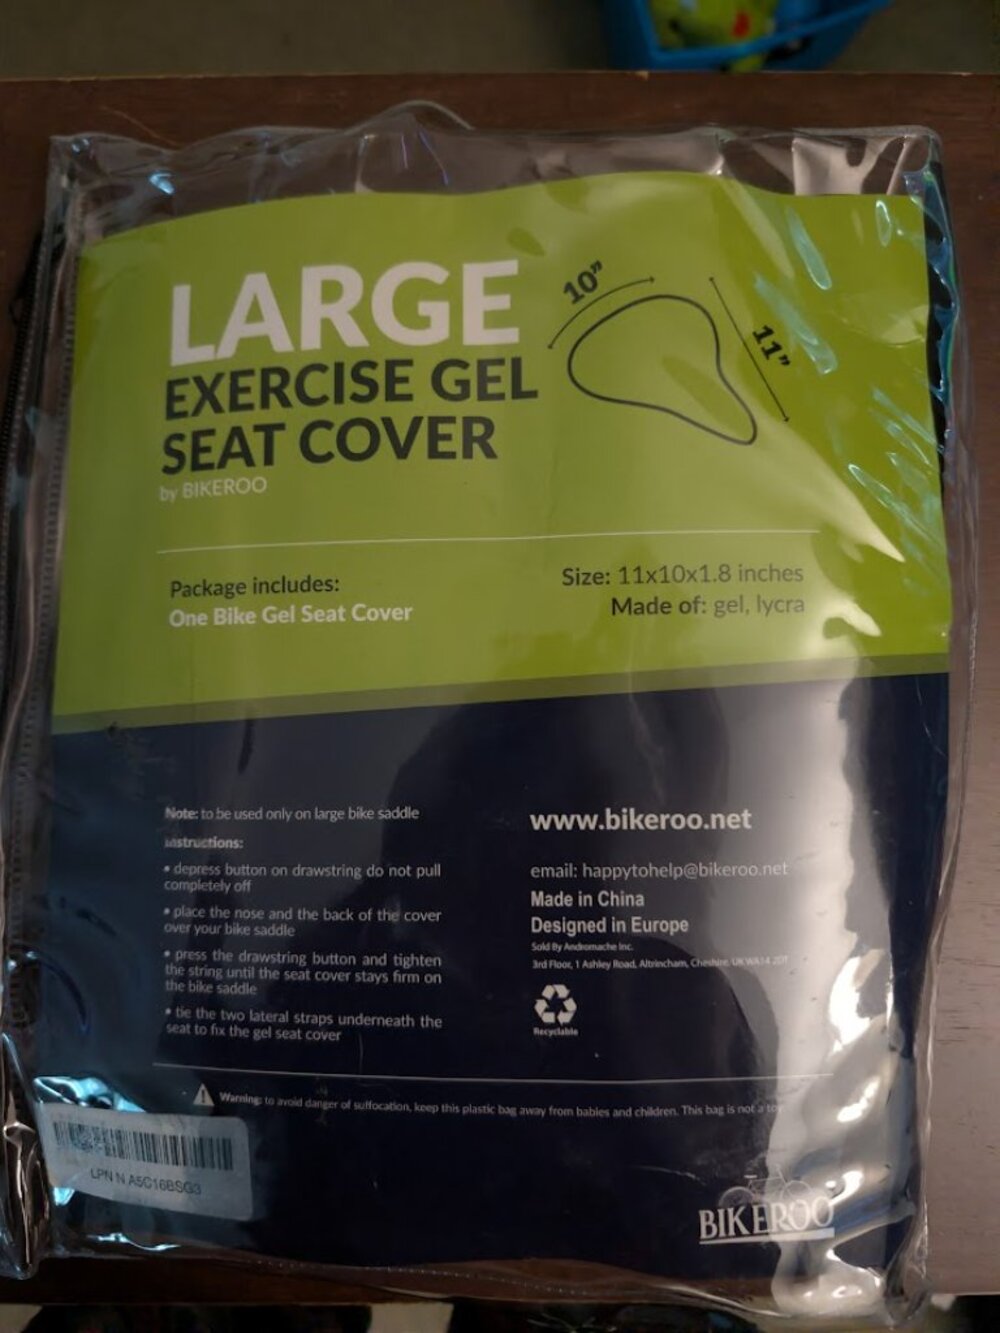 LARGE
EXERCISE GEL
SEAT COVER
by BIKEROO
10"
11"
Package includes:
One Bike Gel Seat Cover
Size: 11x10x1.8 inches
Made of: gel, lycra
Note: to be used only on large bike saddle
Instructions:
• depress button on drawstring do not pull
completely off
• place the nose and the back of the cover
over your bike saddle
• press the drawstring button and tighten
the string until the seat cover stays firm on
the bike saddle
• tie the two lateral straps underneath the
seat to fix the gel seat cover
www.bikeroo.net
email: happytohelp@bikeroo.net
Made in China
Designed in Europe
Sold By Andromache Inc.
3rd Floor, 1 Ashley Road, Altrincham, Cheshire, UK WA14 2DT
Recyclable
Warning: to avoid danger of suffocation, keep this plastic bag away from babies and children. This bag is not a toy
LPN N A5C16BSG3
BIKEROO